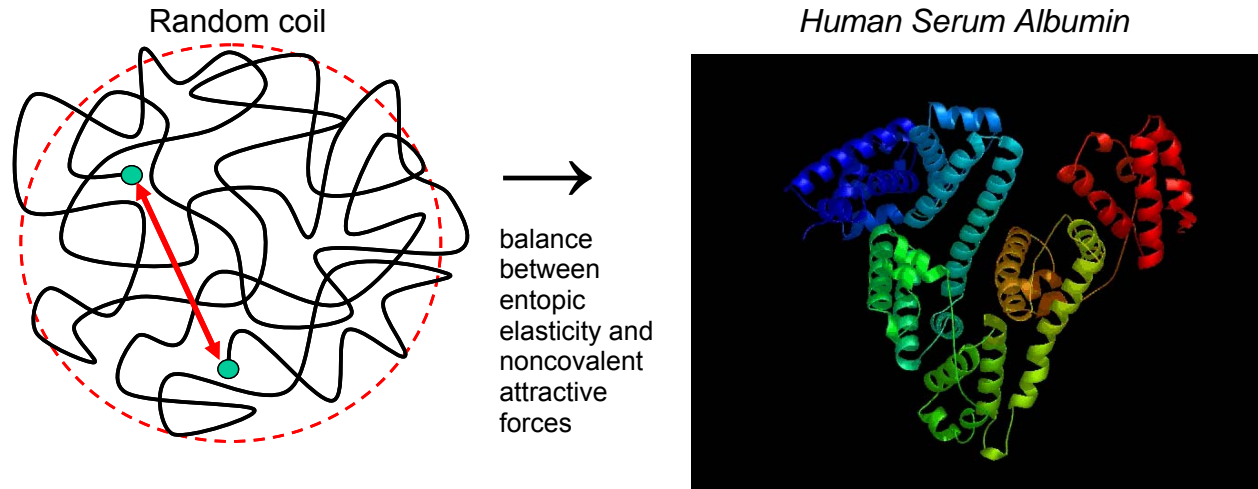 Random coil
Human Serum Albumin
balance
between
entopic
elasticity and
noncovalent
attractive
forces